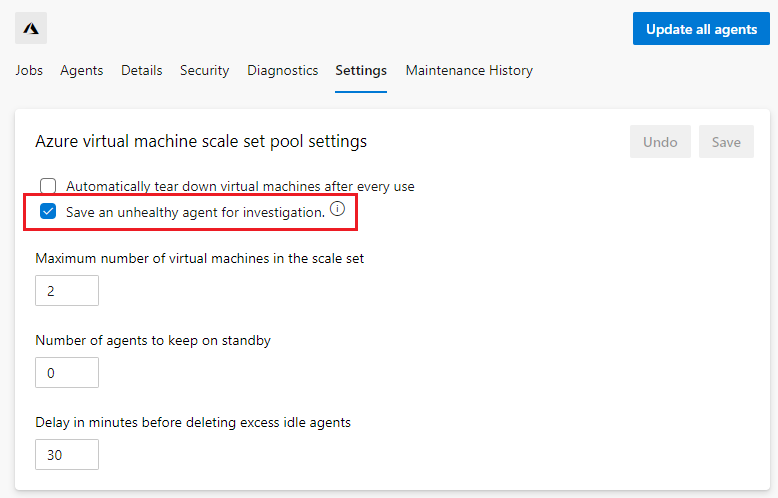 Update all agents
Jobs Agents Details Security Diagnostics Settings Maintenance History
Azure virtual machine scale set pool settings
Undo Save
Automatically tear down virtual machines after every use
Save an unhealthy agent for investigation.
Maximum number of virtual machines in the scale set
2
Number of agents to keep on standby
0
Delay in minutes before deleting excess idle agents
30